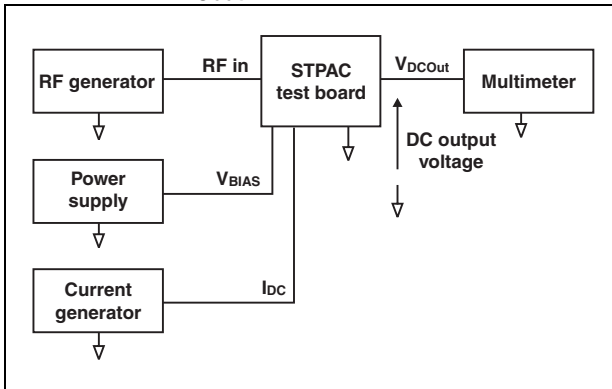 RF generator
RF in
STPAC
test board
VDCOut
Multimeter
DC output
voltage
Power
supply
VBIAS
Current
generator
IDC